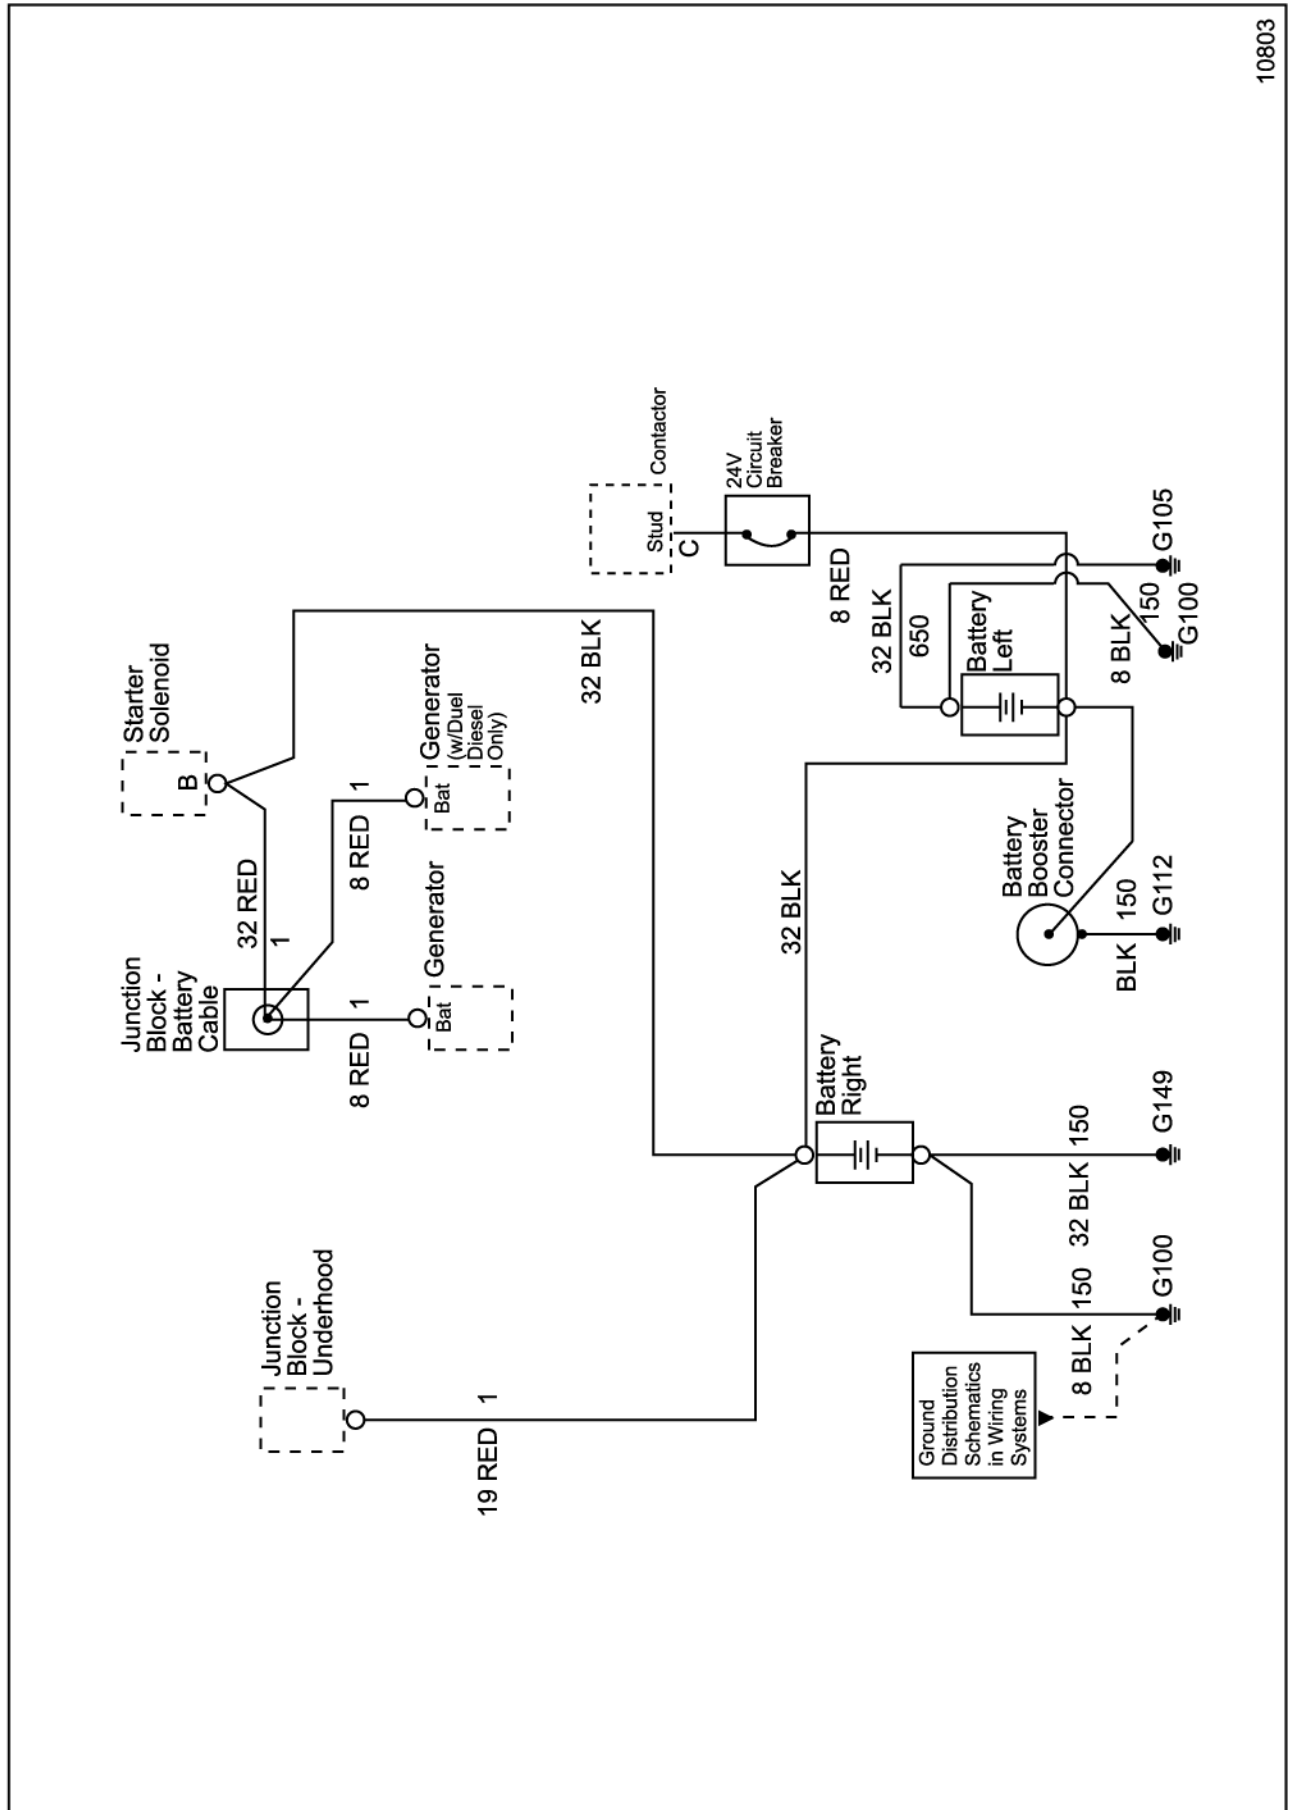 Junction
Block -
Underhood
19 RED 1
Junction
Block -
Battery
Cable
32 RED
1
Starter
Solenoid
B
8 RED 1
Generator
Bat
8 RED 1
Generator
(w/Duel
Diesel
Only)
Bat
32 BLK
Contactor
Stud
C
24V
Circuit
Breaker
8 RED
32 BLK
Battery
Right
32 BLK
650
Battery
Left
Battery
Booster
Connector
Ground
Distribution
Schematics
in Wiring
Systems
8 BLK 150
G100
32 BLK 150
G149
BLK 150
G112
8 BLK 150
G100
G105
10803